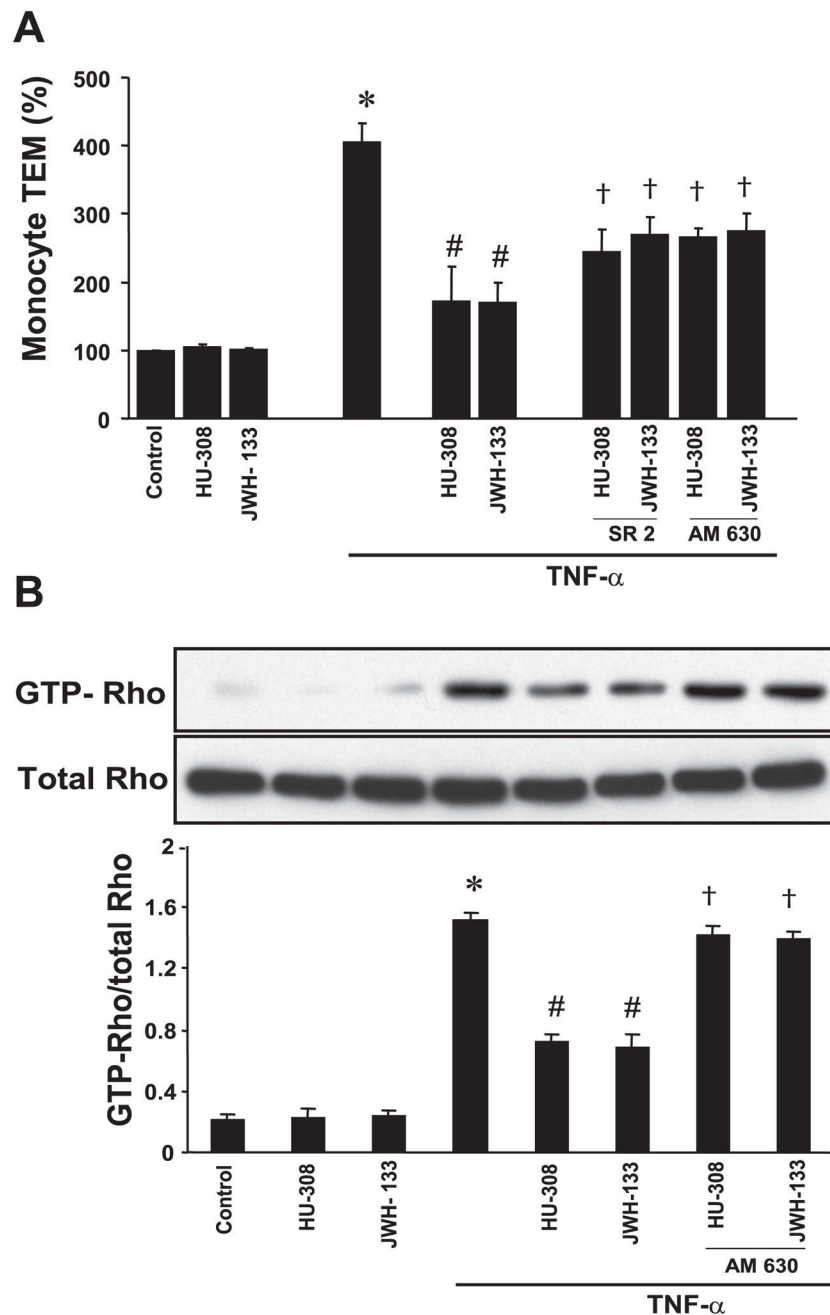 A
Monocyte TEM (%)
500
400
300
200
100
0
*
# #
† † † †
Control
HU-308
JWH- 133
HU-308
JWH-133
HU-308
JWH-133
HU-308
JWH-133
SR 2
AM 630
TNF-α
B
GTP- Rho
Total Rho
GTP-Rho/total Rho
2
1.6
1.2
0.8
0.4
0
*
# #
† †
Control
HU-308
JWH- 133
HU-308
JWH-133
HU-308
JWH-133
AM 630
TNF-α